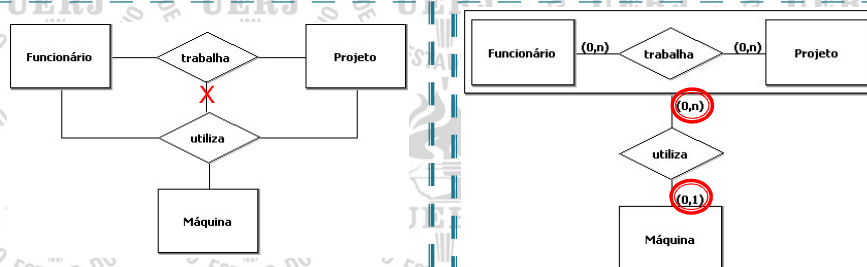 Funcionário
trabalha
Projeto
X
utiliza
Máquina
Funcionário
(0,n)
trabalha
(0,n)
Projeto
(0,n)
utiliza
(0,1)
Máquina